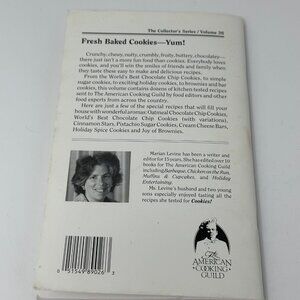 The Collector's Series / Volume 26
Fresh Baked Cookies—Yum!
Crunchy, chewy, nutty, crumbly, fruity, buttery, chocolatey—
there just isn't a more fun food than cookies. Everybody loves
cookies, and you'll win the smiles of friends and family when
they taste these easy to make and delicious recipes.
From the World's Best Chocolate Chip Cookies, to simple
sugar cookies, to exciting holiday cookies, to brownies and bar
cookies, this volume contains dozens of kitchen-tested recipes
sent to The American Cooking Guild by food editors and other
food experts from across the country.
Here are just a few of the special recipes that will fill your
house with wonderful aromas: Oatmeal Chocolate Chip Cookies,
World's Best Chocolate Chip Cookies (with variations),
Cinnamon Stars, Pistachio Sugar Cookies, Cream Cheese Bars,
Holiday Spice Cookies and Joy of Brownies.
Marian Levine has been a writer and
editor for 15 years. She has edited over 10
books for The American Cooking Guild,
including Barbeque, Chicken on the Run,
Muffins & Cupcakes, and Holiday
Entertaining.
Ms. Levine's husband and two young
sons especially enjoyed tasting all the
recipes she tested for Cookies!
0 51549 89026 3
The
AMERICAN
COOKING
GUILD